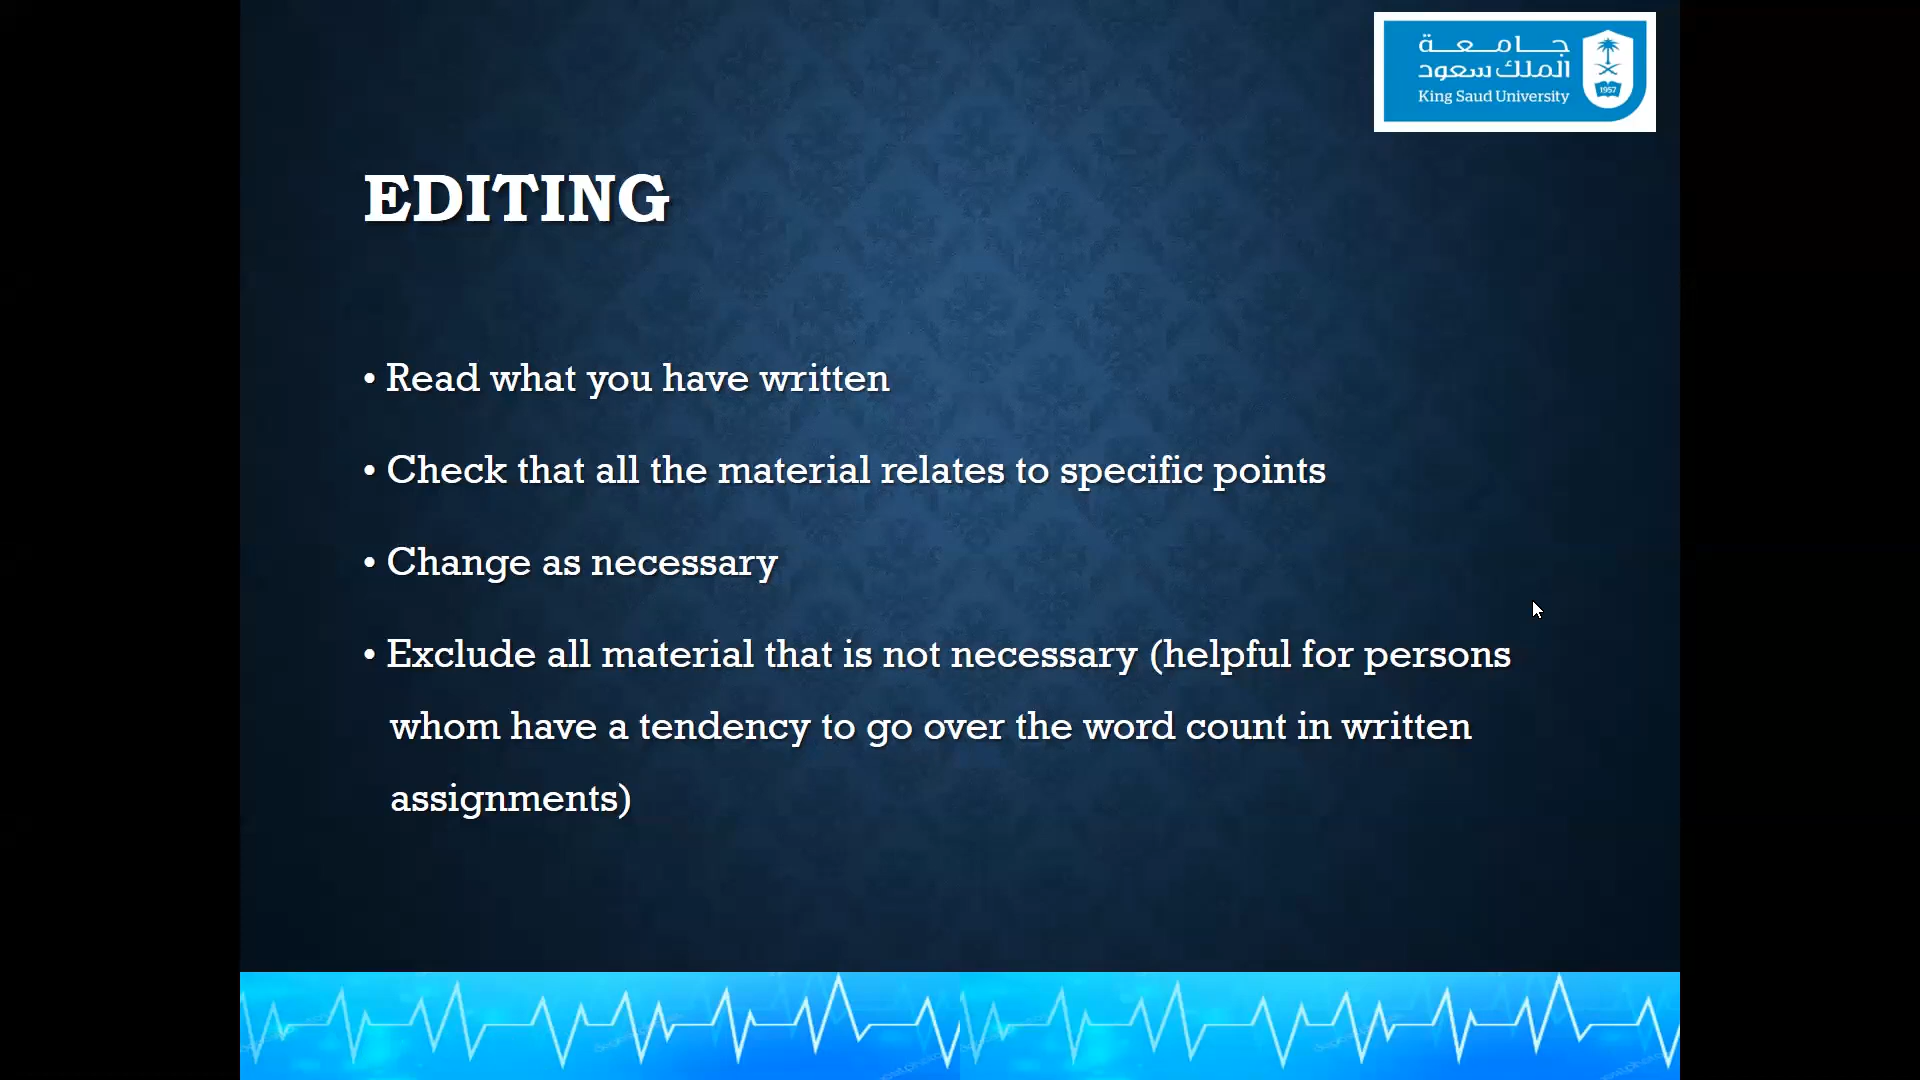 جامعة
الملك سعود
King Saud University
1957
EDITING
• Read what you have written
• Check that all the material relates to specific points
• Change as necessary
• Exclude all material that is not necessary (helpful for persons
whom have a tendency to go over the word count in written
assignments)